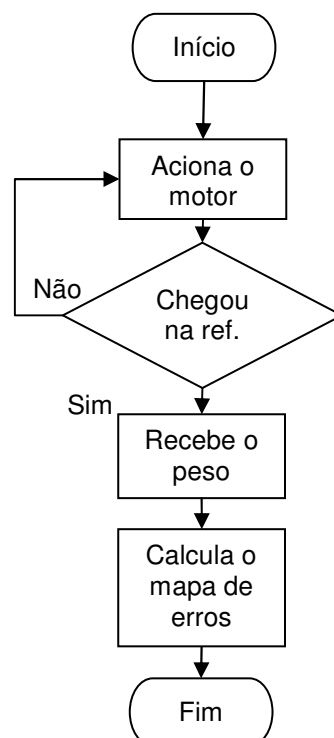 Início
Aciona o
motor
Não
Chegou
na ref.
Sim
Recebe o
peso
Calcula o
mapa de
erros
Fim